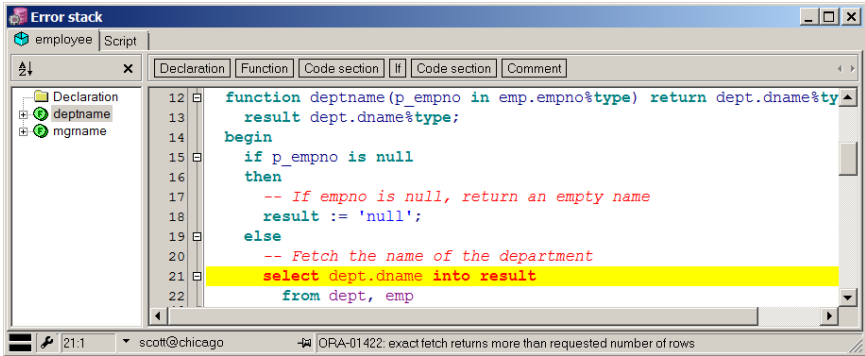 Error stack
employee Script
Declaration Function Code section If Code section Comment
Declaration
deptname
mgrname
12 function deptname(p_empno in emp.empno%type) return dept.dname%ty
13 result dept.dname%type;
14 begin
15 if p_empno is null
16 then
17 -- If empno is null, return an empty name
18 result := 'null';
19 else
20 -- Fetch the name of the department
21 select dept.dname into result
22 from dept, emp
21:1 scott@chicago ORA-01422: exact fetch returns more than requested number of rows